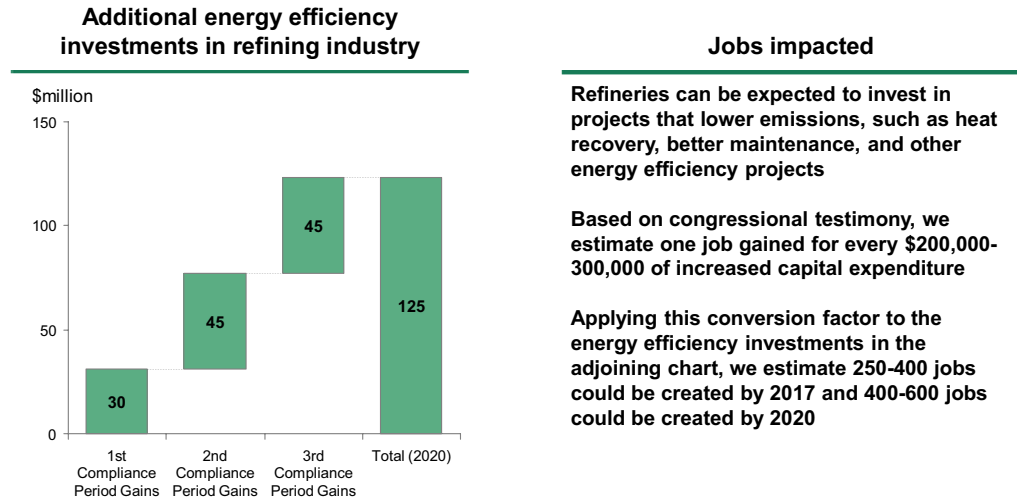 Additional energy efficiency
investments in refining industry
$million
150
100
50
0
30
45
45
125
1st
Compliance
Period Gains
2nd
Compliance
Period Gains
3rd
Compliance
Period Gains
Total (2020)
Jobs impacted
Refineries can be expected to invest in
projects that lower emissions, such as heat
recovery, better maintenance, and other
energy efficiency projects
Based on congressional testimony, we
estimate one job gained for every $200,000-
300,000 of increased capital expenditure
Applying this conversion factor to the
energy efficiency investments in the
adjoining chart, we estimate 250-400 jobs
could be created by 2017 and 400-600 jobs
could be created by 2020